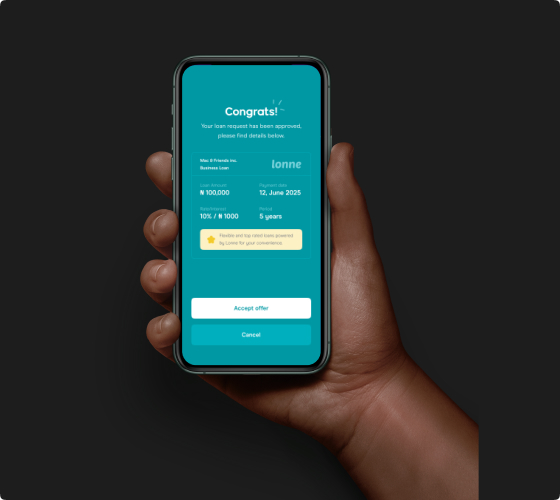 Congrats!
Your loan request has been approved,
please find details below.
Mac & Friends Inc.
Business Loan
lonne
Loan Amount
Payment date
₦ 100,000
12, June 2025
Period
10% / ₦ 1000
5 years
Flexible and top rated loans powered
by Lonne for your convenience
Accept offer
Cancel